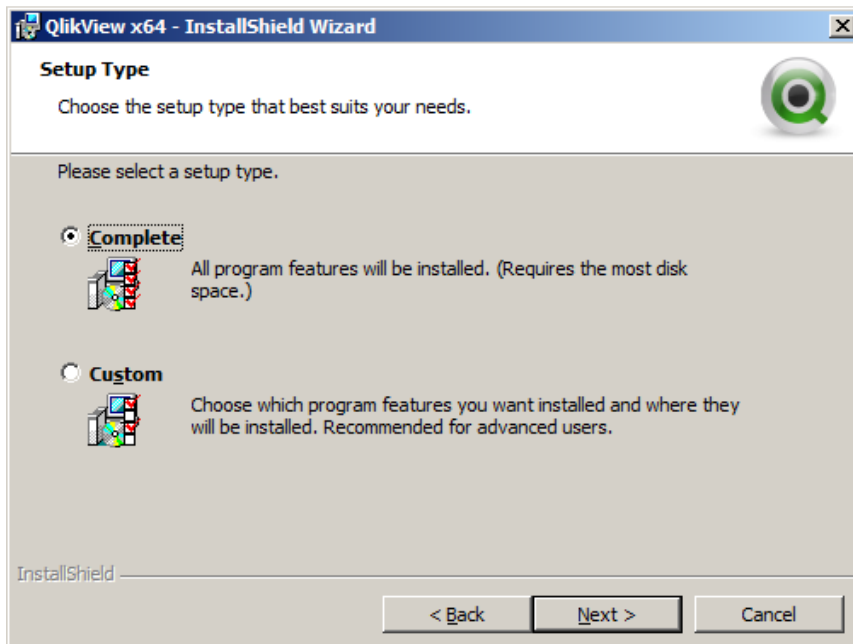 QlikView x64 - InstallShield Wizard
Setup Type
Choose the setup type that best suits your needs.
Please select a setup type.
Complete
All program features will be installed. (Requires the most disk
space.)
Custom
Choose which program features you want installed and where they
will be installed. Recommended for advanced users.
InstallShield
< Back
Next >
Cancel